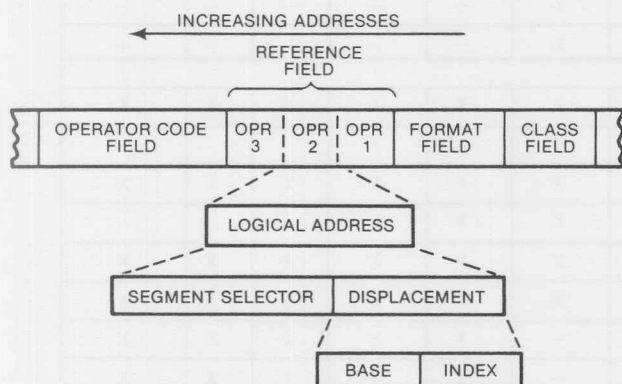 INCREASING ADDRESSES
REFERENCE
FIELD
OPERATOR CODE
FIELD
OPR
3
OPR
2
OPR
1
FORMAT
FIELD
CLASS
FIELD
LOGICAL ADDRESS
SEGMENT SELECTOR
DISPLACEMENT
BASE
INDEX